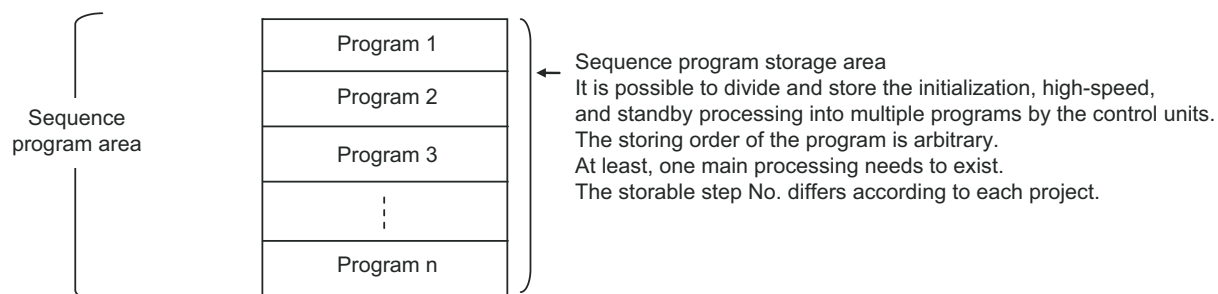 Sequence
program area
Program 1
Program 2
Program 3
Program n
Sequence program storage area
It is possible to divide and store the initialization, high-speed,
and standby processing into multiple programs by the control units.
The storing order of the program is arbitrary.
At least, one main processing needs to exist.
The storable step No. differs according to each project.